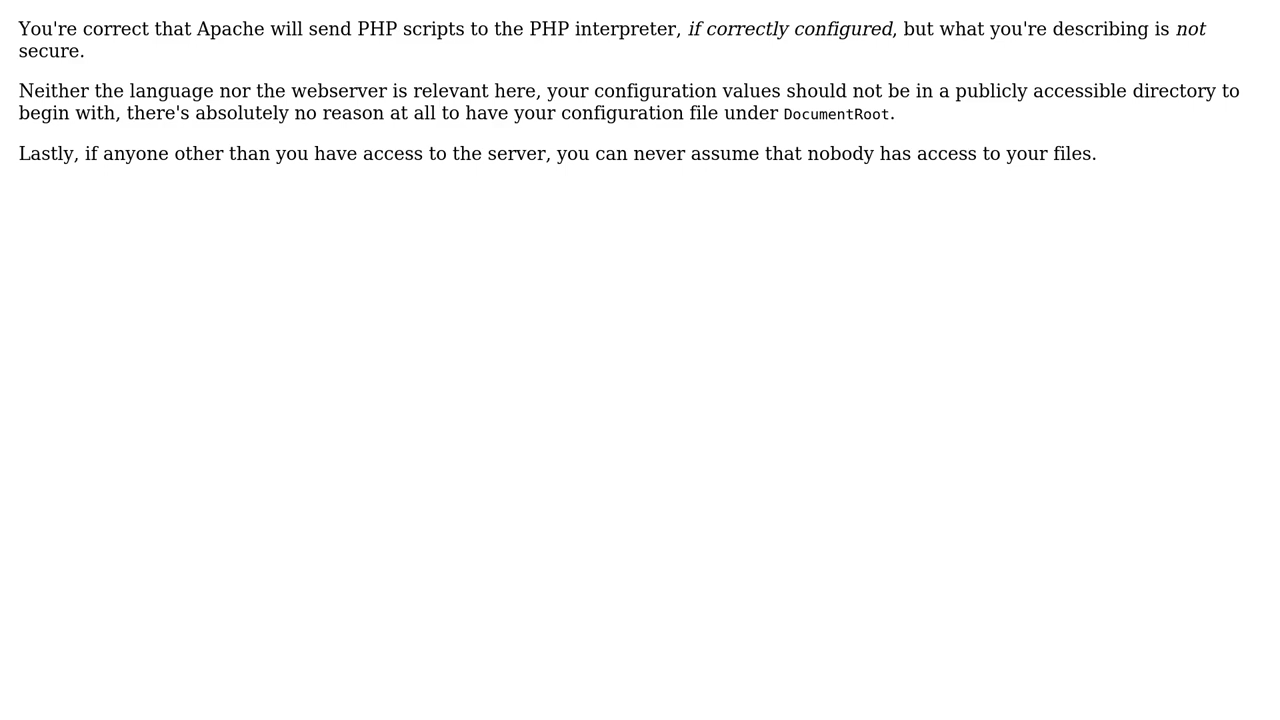 You're correct that Apache will send PHP scripts to the PHP interpreter, if correctly configured, but what you're describing is not
secure.
Neither the language nor the webserver is relevant here, your configuration values should not be in a publicly accessible directory to
begin with, there's absolutely no reason at all to have your configuration file under DocumentRoot.
Lastly, if anyone other than you have access to the server, you can never assume that nobody has access to your files.